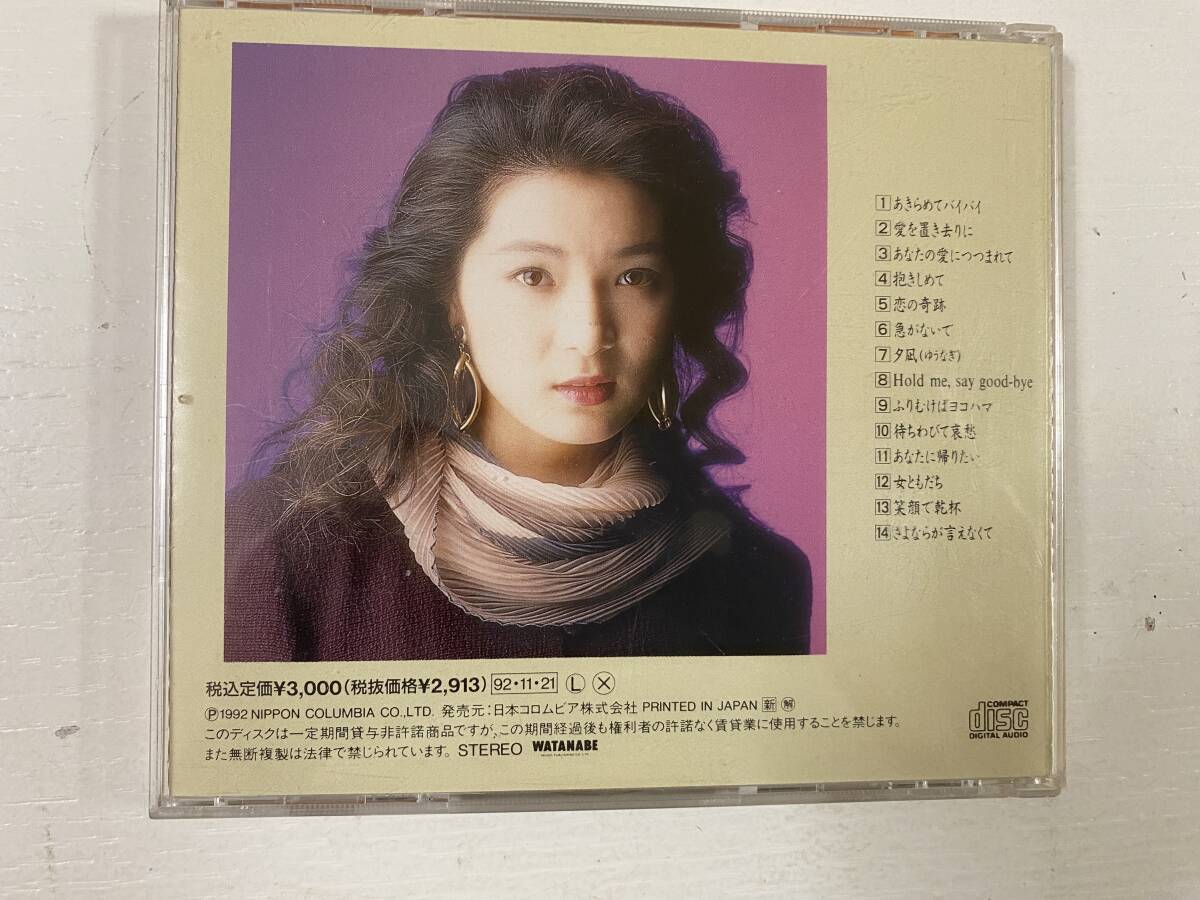 1 あきらめてバイバイ
2 愛を置き去りに
3 あなたの愛につつまれて
4 抱きしめて
5 恋の奇跡
6 急がないで
7 夕凪(ゆうなぎ)
8 Hold me, say good-bye
9 ふりむけばヨコハマ
10 待ちわびて哀愁
11 あなたに帰りたい
12 女ともだち
13 笑顔で乾杯
14 さよならが言えなくて
税込定価¥3,000(税抜価格¥2,913) 92・11・21 Ⓛ Ⓧ
Ⓟ1992 NIPPON COLUMBIA CO.,LTD. 発売元:日本コロムビア株式会社 PRINTED IN JAPAN 新 解
このディスクは一定期間貸与非許諾商品ですが、この期間経過後も権利者の許諾なく賃貸業に使用することを禁じます。
また無断複製は法律で禁じられています。 STEREO WATANABE
COMPACT
disc
DIGITAL AUDIO